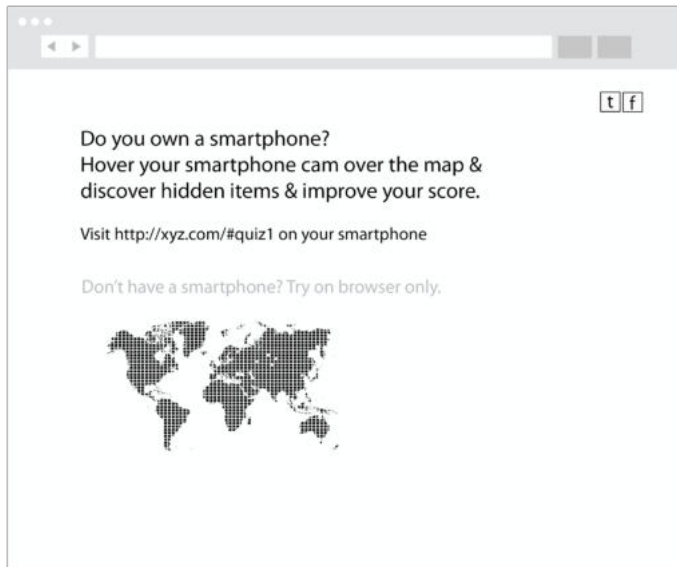 t f
Do you own a smartphone?
Hover your smartphone cam over the map &
discover hidden items & improve your score.
Visit http://xyz.com/#quiz1 on your smartphone
Don't have a smartphone? Try on browser only.